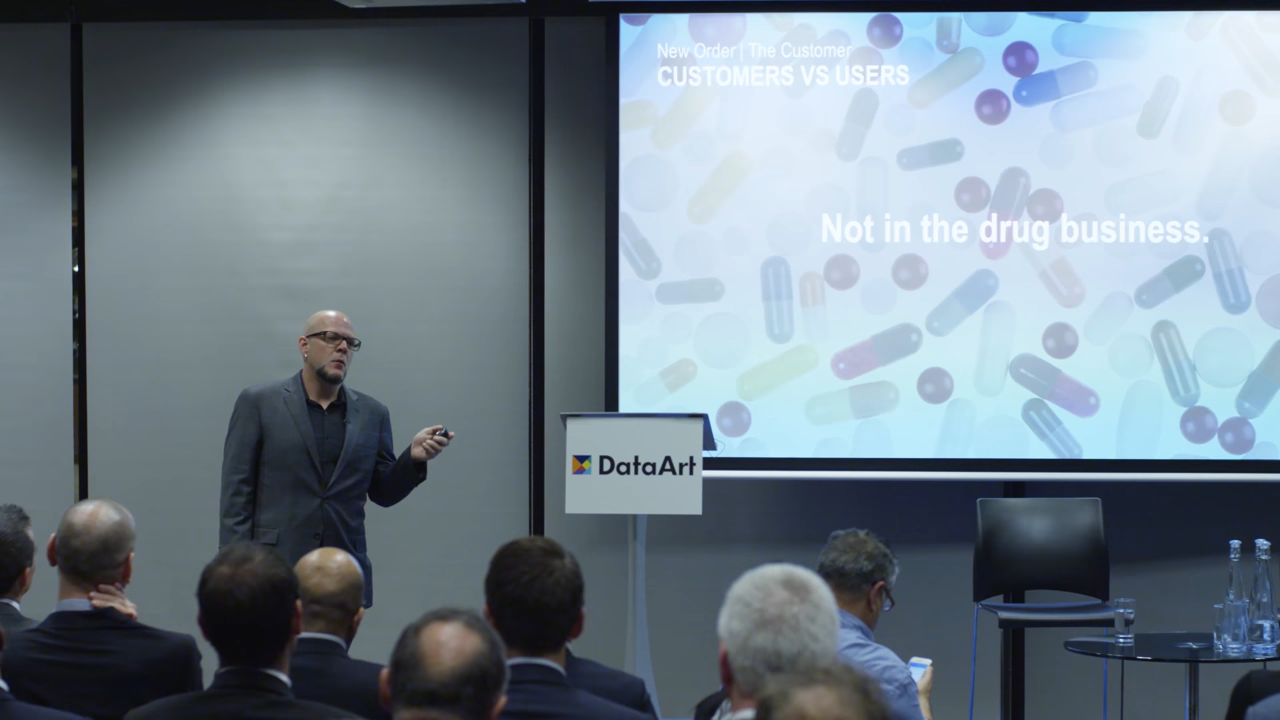 New Order | The Customer
CUSTOMERS VS USERS
Not in the drug business.
DataArt